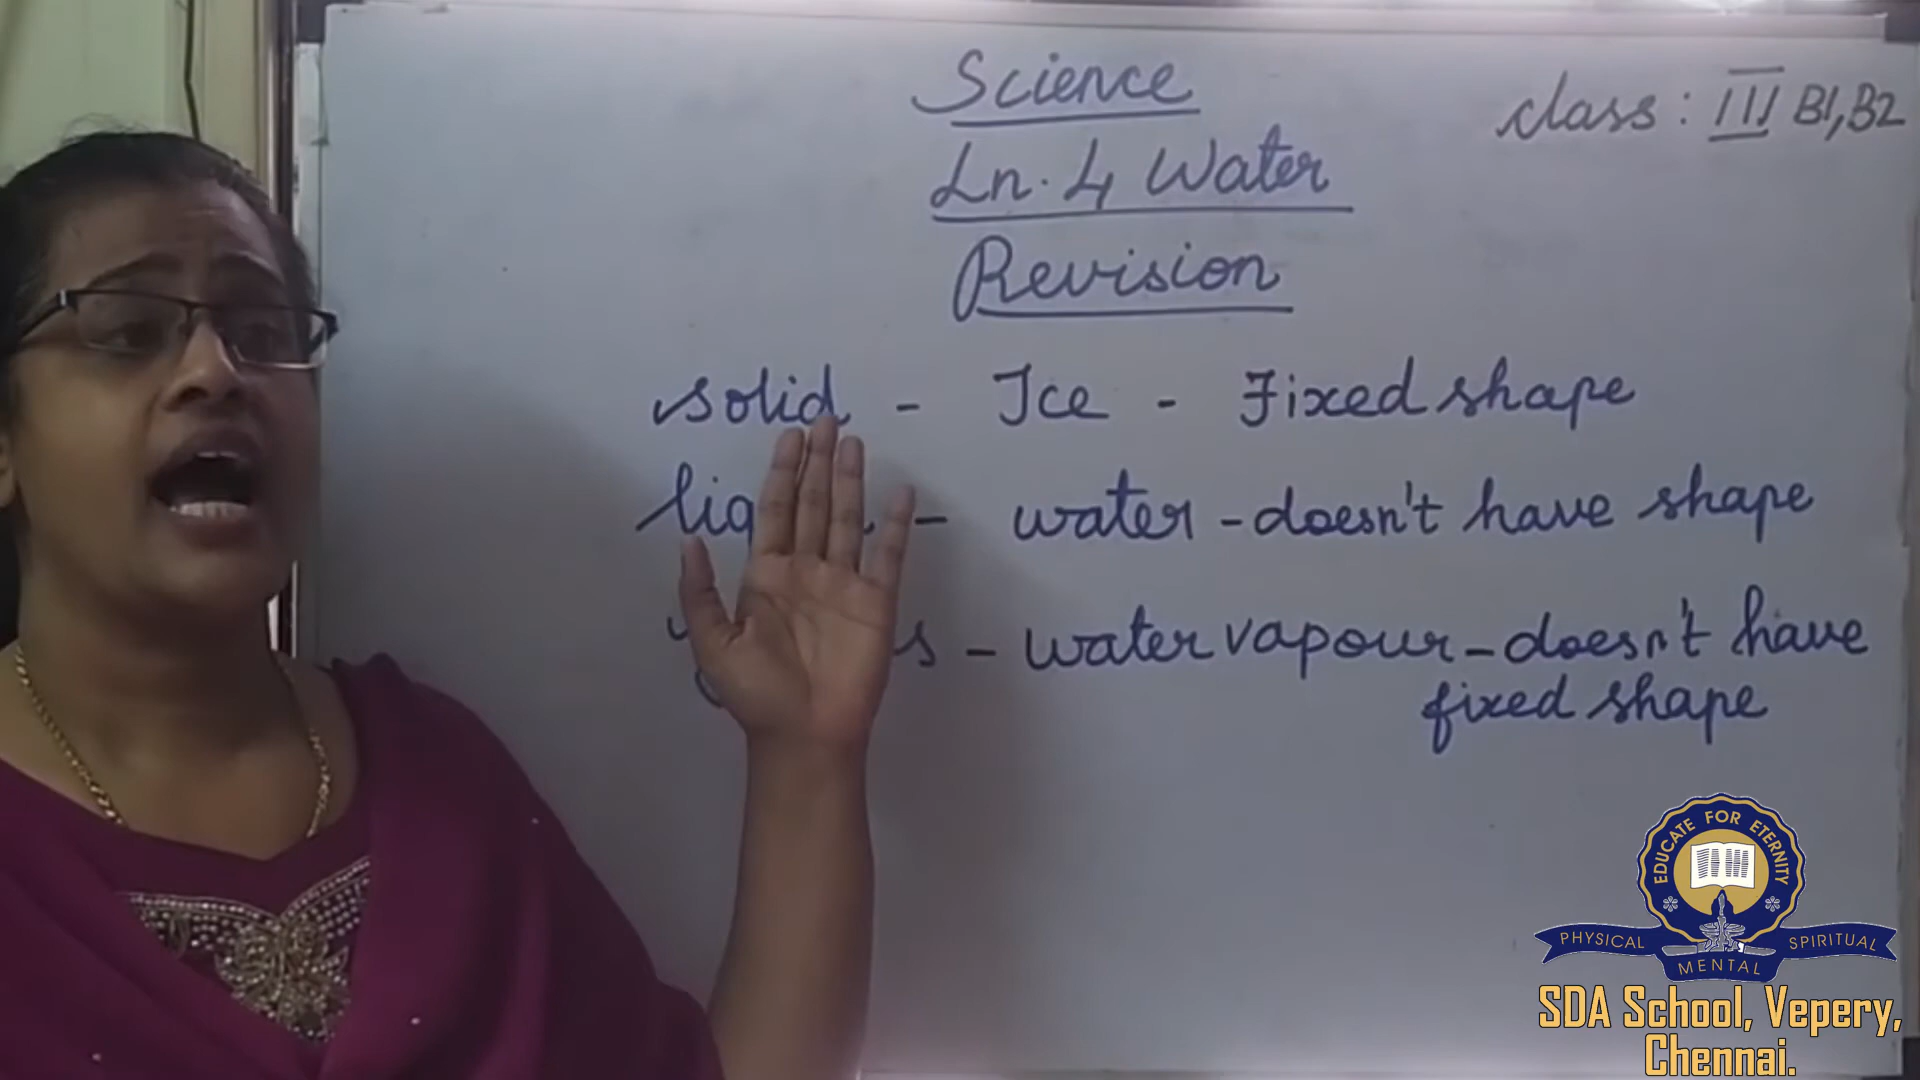 Science
class : III B1, B2
Ln. 4 Water
Revision
solid - Ice - Fixed shape
- water - doesn't have shape
- water vapour - doesn't have
fixed shape
EDUCATE FOR ETERNITY
PHYSICAL MENTAL SPIRITUAL
SDA School, Vepery,
Chennai.